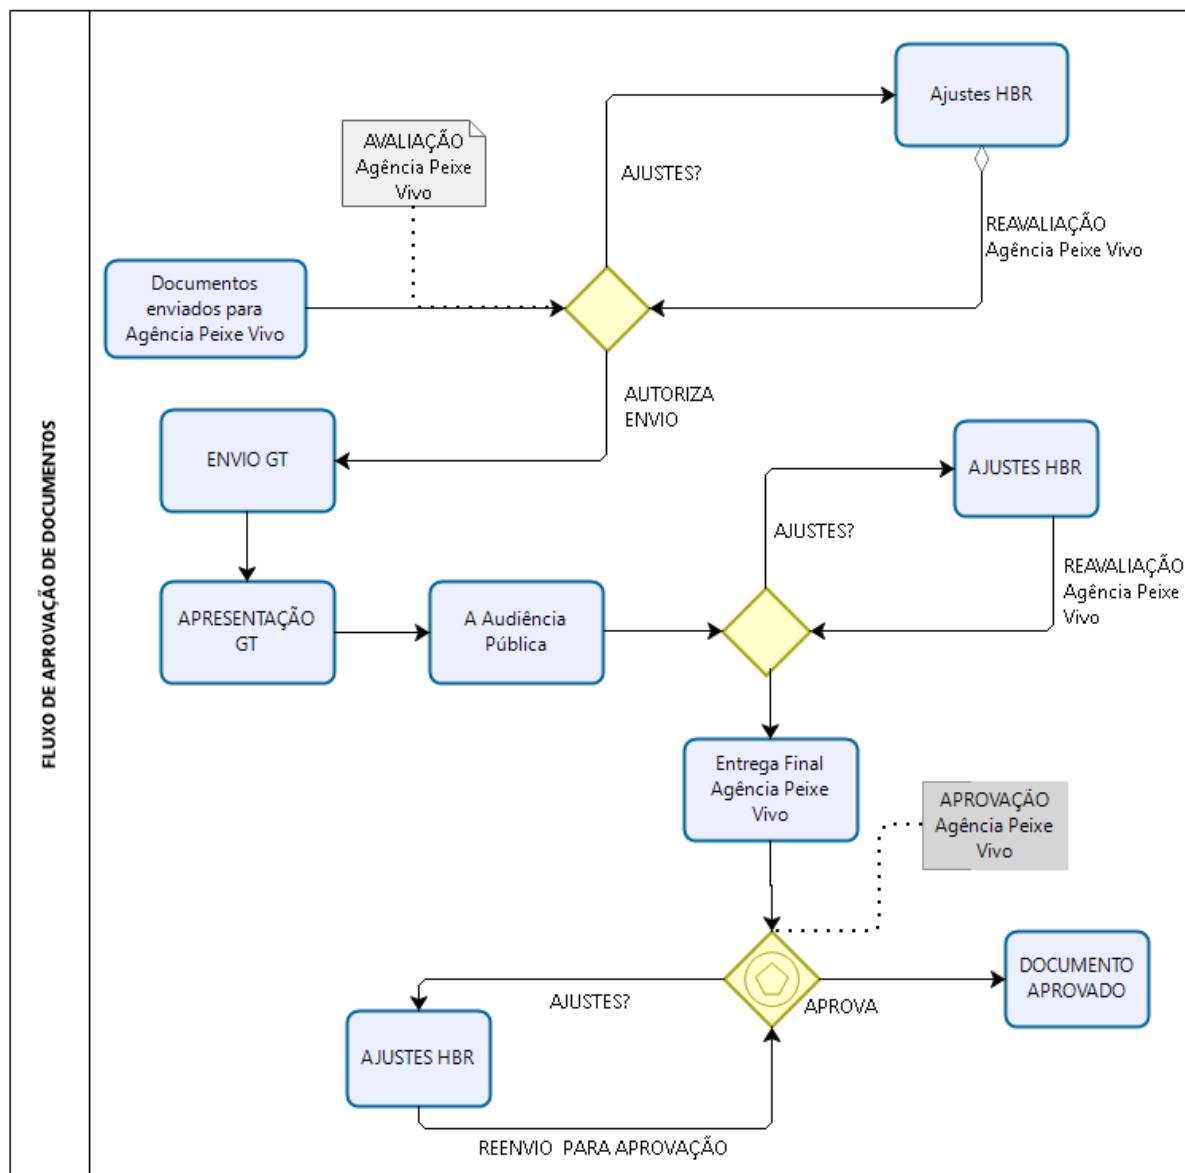 FLUXO DE APROVAÇÃO DE DOCUMENTOS
Ajustes HBR
AVALIAÇÃO
Agência Peixe
Vivo
AJUSTES?
REAVALIAÇÃO
Agência Peixe Vivo
Documentos
enviados para
Agência Peixe Vivo
AUTORIZA
ENVIO
ENVIO GT
AJUSTES HBR
AJUSTES?
REAVALIAÇÃO
Agência Peixe
Vivo
APRESENTAÇÃO
GT
A Audiência
Pública
Entrega Final
Agência Peixe
Vivo
APROVAÇÃO
Agência Peixe
Vivo
AJUSTES?
APROVA
DOCUMENTO
APROVADO
AJUSTES HBR
REENVIO PARA APROVAÇÃO